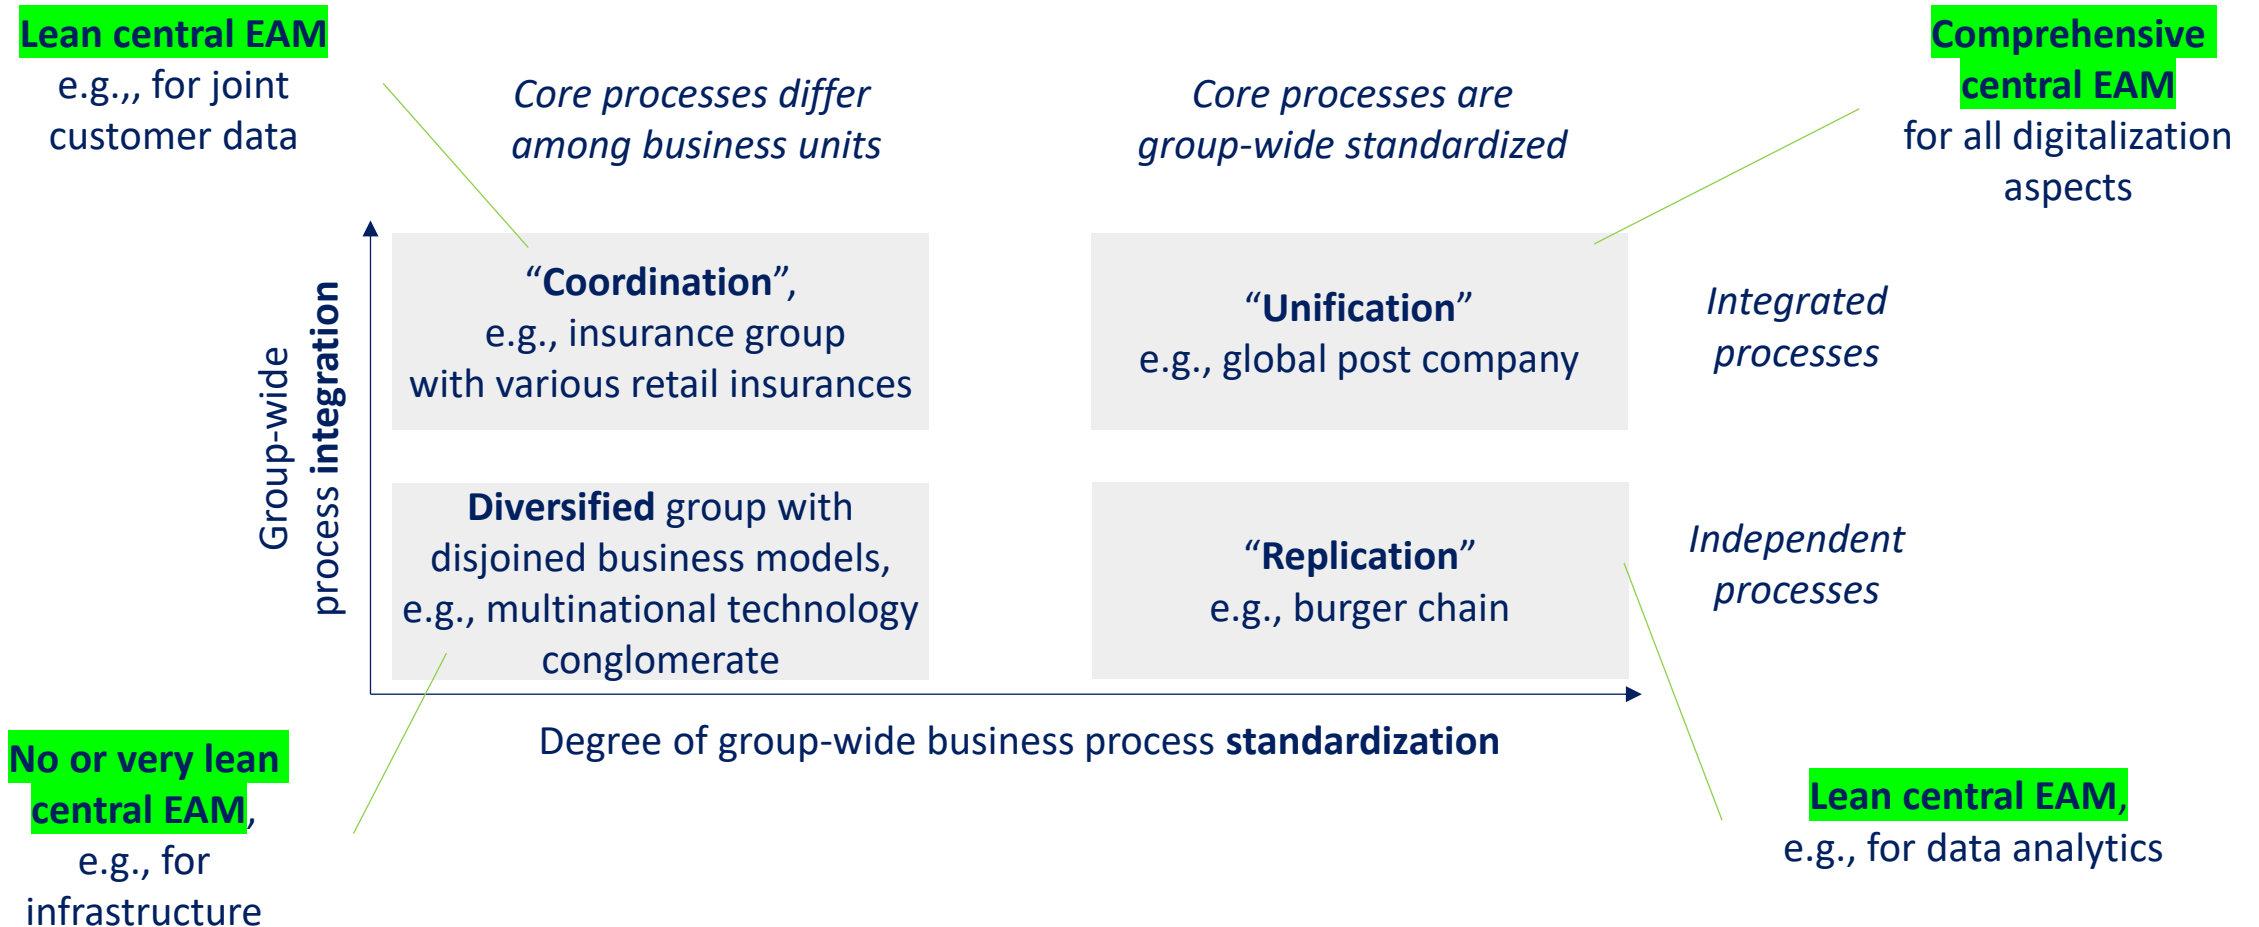 Lean central EAM
e.g.,,, for joint
customer data
Core processes differ
among business units
Core processes are
group-wide standardized
Comprehensive
central EAM
for all digitalization
aspects
Group-wide
process integration
“Coordination”,
e.g., insurance group
with various retail insurances
“Unification”
e.g., global post company
Integrated
processes
Diversified group with
disjoined business models,
e.g., multinational technology
conglomerate
“Replication”
e.g., burger chain
Independent
processes
Degree of group-wide business process standardization
No or very lean
central EAM,
e.g., for
infrastructure
Lean central EAM,
e.g., for data analytics